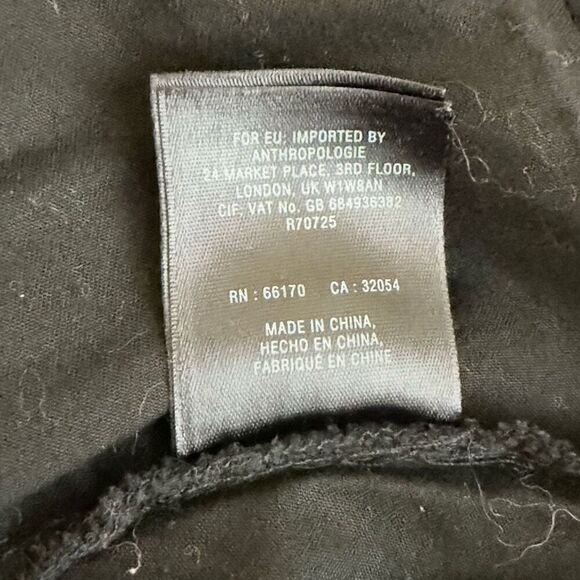 FOR EU: IMPORTED BY
ANTHROPOLOGIE
24 MARKET PLACE, 3RD FLOOR,
LONDON, UK W1W8AN
CIF. VAT No. GB 684936382
R70725
RN : 66170 CA : 32054
MADE IN CHINA,
HECHO EN CHINA,
FABRIQUÉ EN CHINE